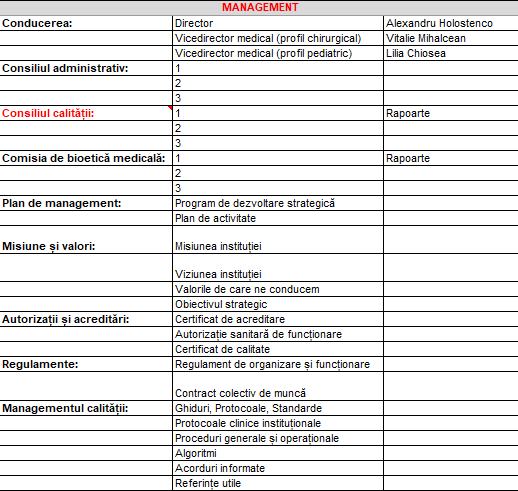 MANAGEMENT
Conducerea: Director Alexandru Holostenco
Vicedirector medical (profil chirurgical) Vitalie Mihalcean
Vicedirector medical (profil pediatric) Lilia Chiosea
Consiliul administrativ: 1
2
3
Consiliul calității: 1 Rapoarte
2
3
Comisia de bioetică medicală: 1 Rapoarte
2
3
Plan de management: Program de dezvoltare strategică
Plan de activitate
Misiune și valori: Misiunea instituției
Viziunea instituției
Valorile de care ne conducem
Obiectivul strategic
Autorizații și acreditări: Certificat de acreditare
Autorizație sanitară de funcționare
Certificat de calitate
Regulamente: Regulament de organizare și funcționare
Contract colectiv de muncă
Managementul calității: Ghiduri, Protocoale, Standarde
Protocoale clinice instituționale
Proceduri generale și operaționale
Algoritmi
Acorduri informate
Referințe utile